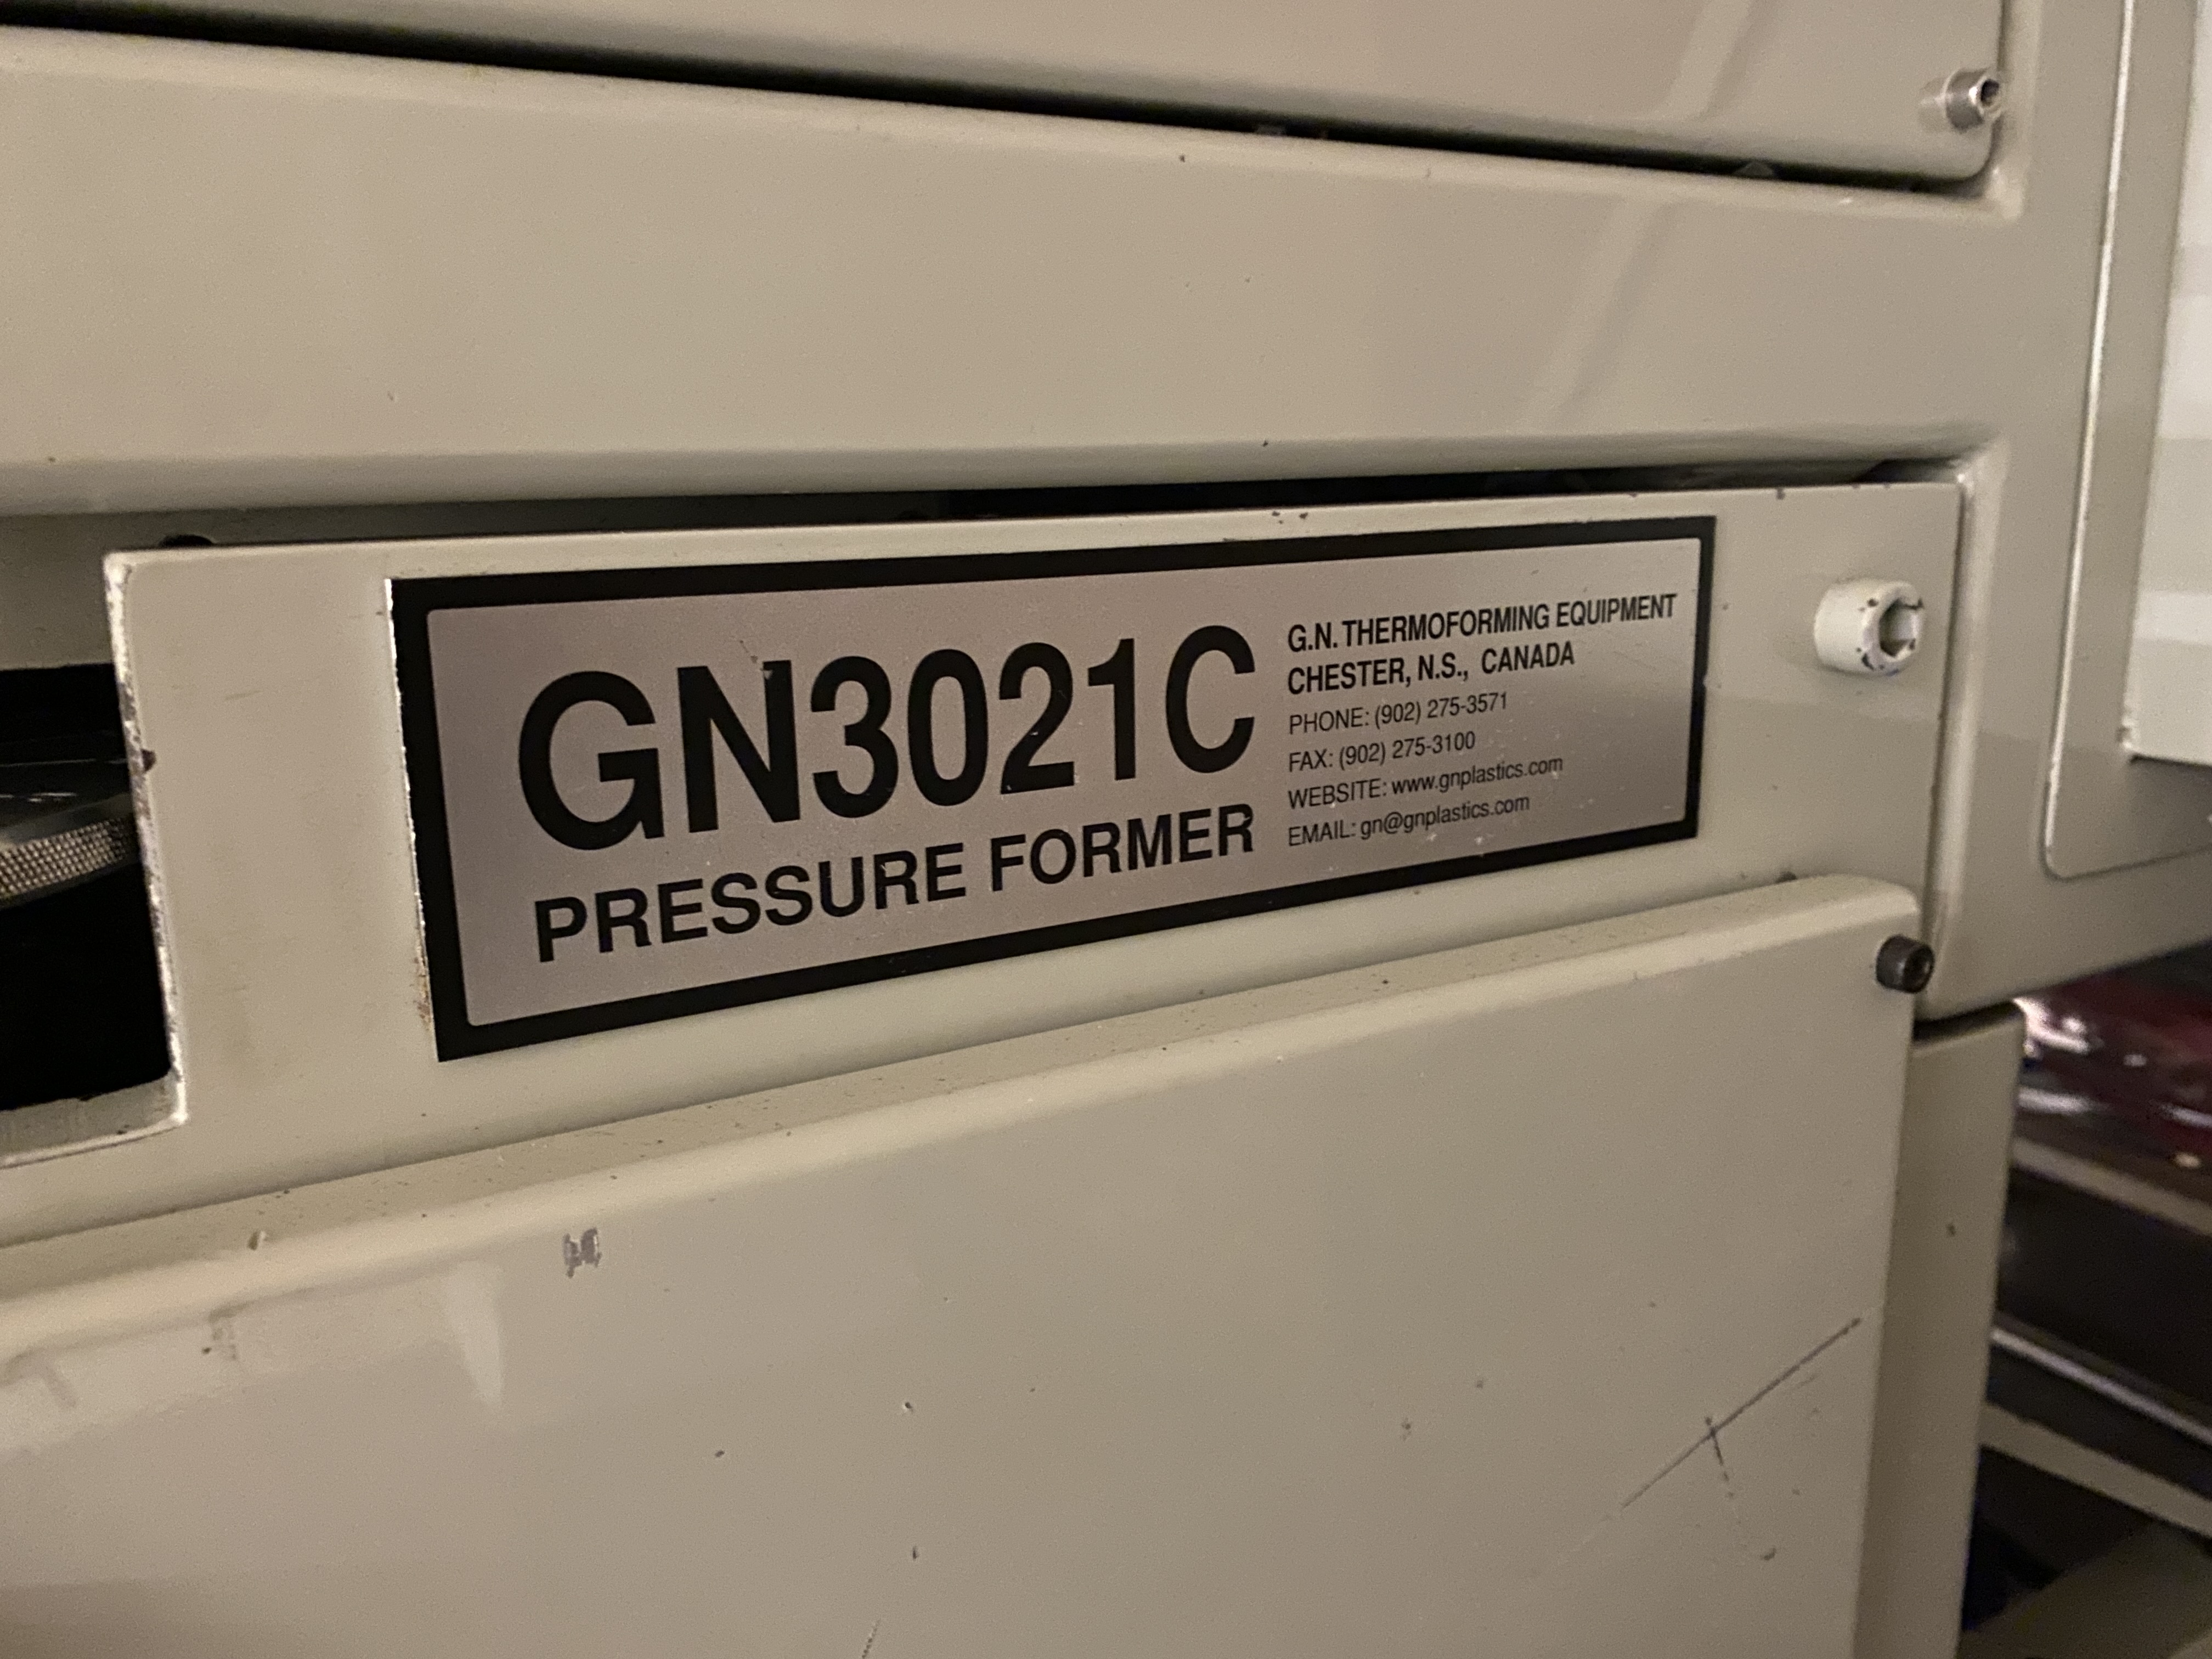 GN3021C
PRESSURE FORMER
G.N. THERMOFORMING EQUIPMENT
CHESTER, N.S., CANADA
PHONE: (902) 275-3571
FAX: (902) 275-3100
WEBSITE: www.gnplastics.com
EMAIL: gn@gnplastics.com